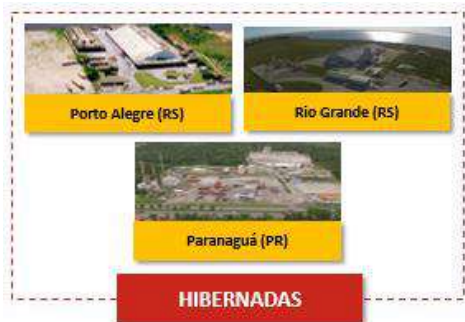 Porto Alegre (RS)
Rio Grande (RS)
Paranaguá (PR)
HIBERNADAS